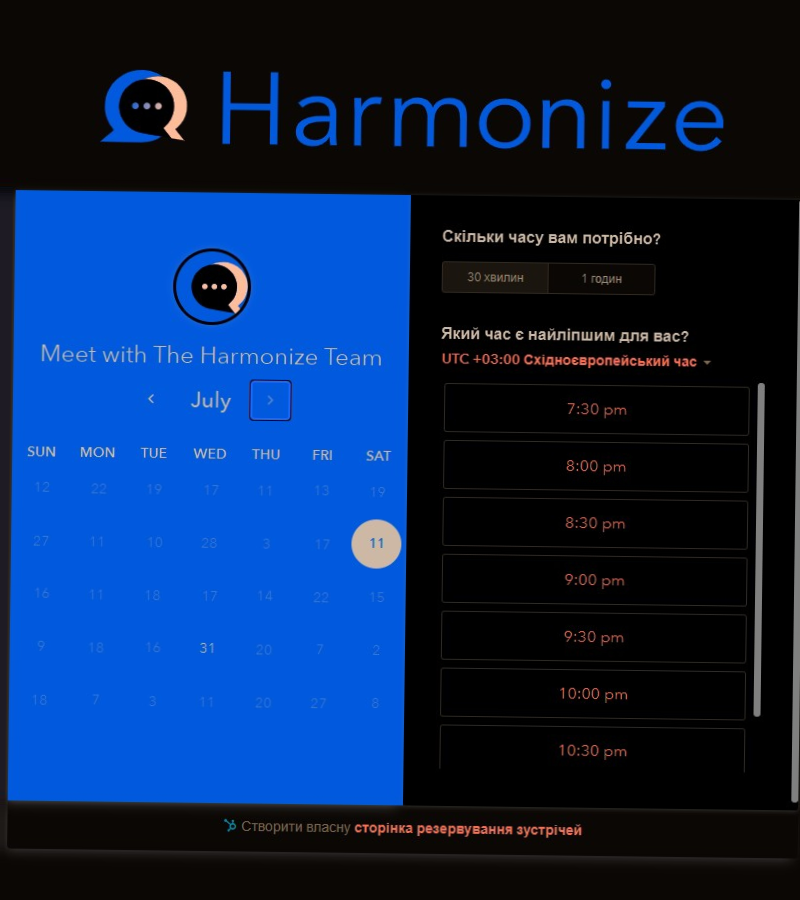 Harmonize
Meet with The Harmonize Team
July
SUN MON TUE WED THU FRI SAT
12 22 19 17 11 13 19
27 11 10 28 3 17 11
16 11 18 17 14 22 15
9 18 16 31 20 7 2
18 7 3 11 20 27 8
Скільки часу вам потрібно?
30 хвилин 1 годин
Який час є найліпшим для вас?
UTC +03:00 Східноєвропейський час
7:30 pm
8:00 pm
8:30 pm
9:00 pm
9:30 pm
10:00 pm
10:30 pm
Створити власну сторінка резервування зустрічей